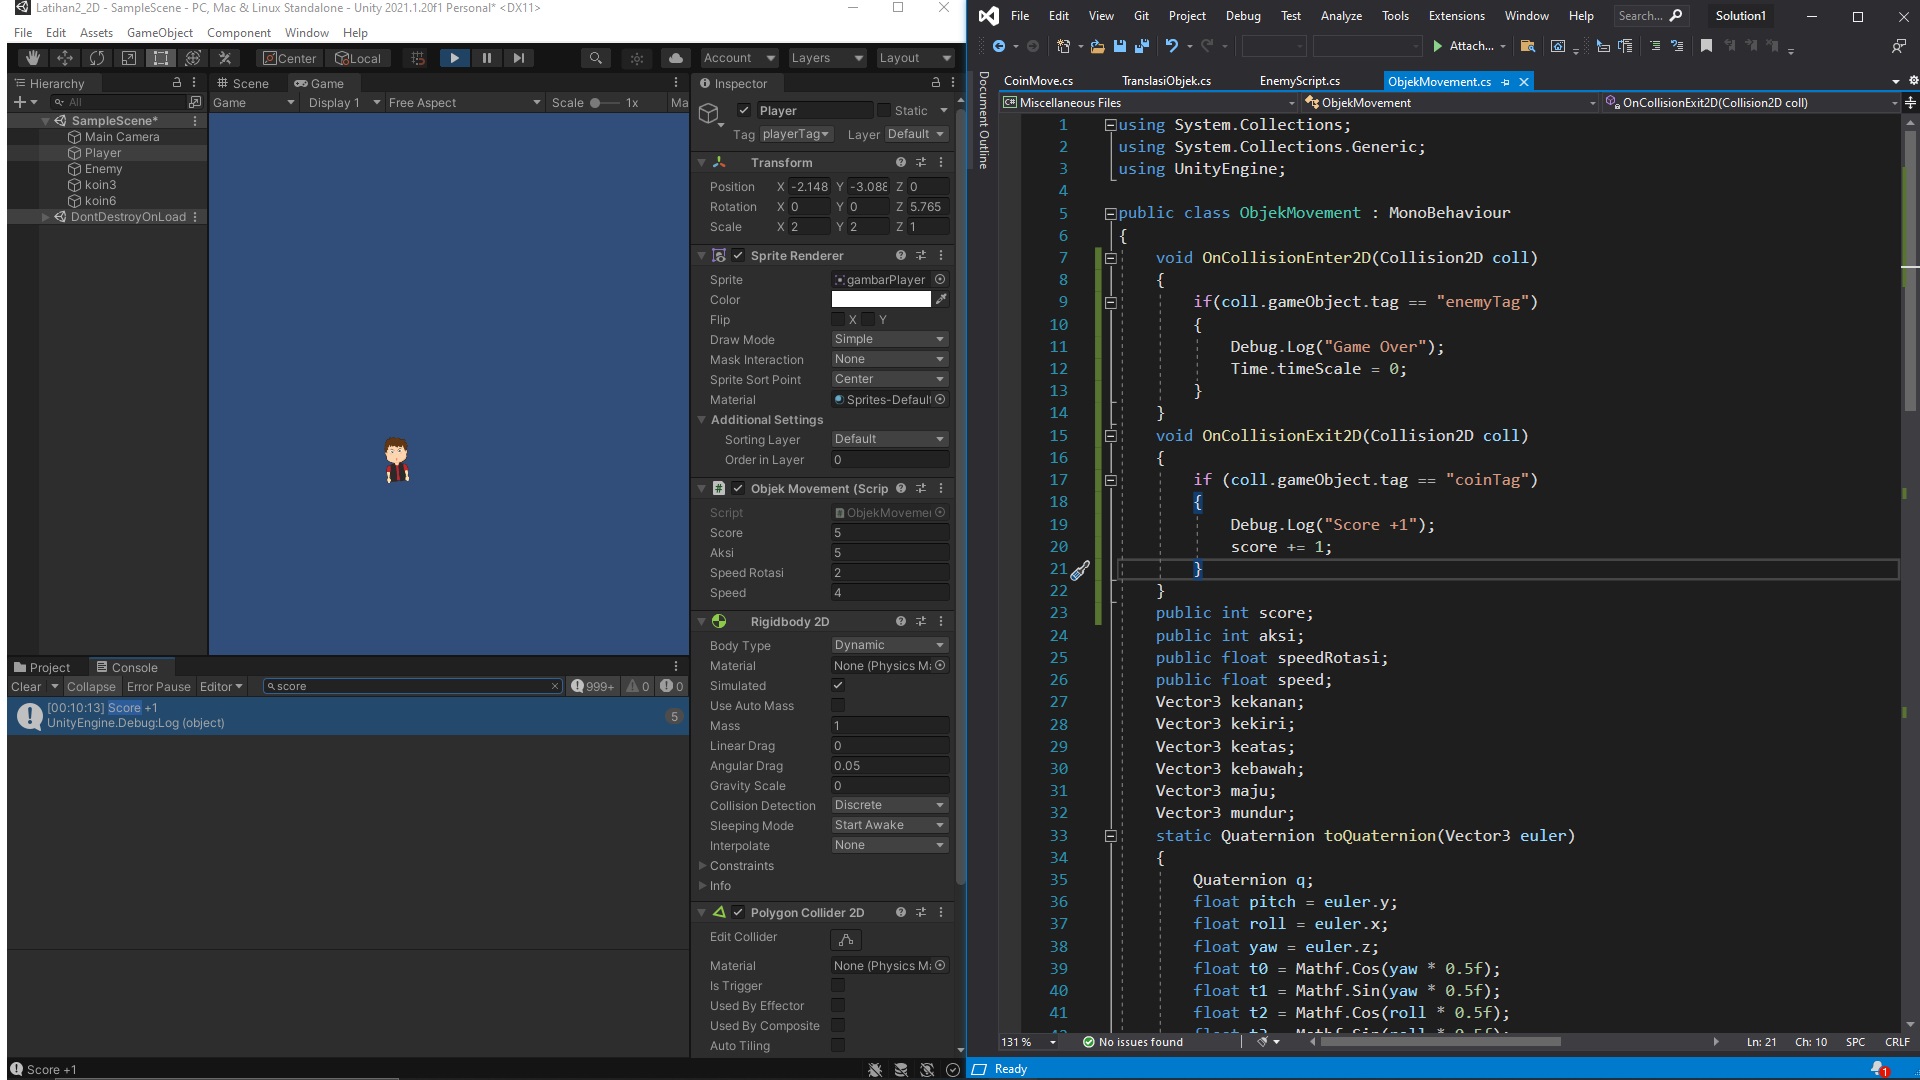 Latihan2_2D - SampleScene - PC, Mac & Linux Standalone - Unity 2021.1.20f1 Personal* <DX11>
File Edit Assets GameObject Component Window Help
Center Local
Account Layers Layout
Hierarchy
All
SampleScene*
Main Camera
Player
Enemy
koin3
koin6
DontDestroyOnLoad
Scene Game
Game Display 1 Free Aspect Scale 1x Ma
Inspector
Player Static
Tag playerTag Layer Default
Transform
Position X -2.148 Y -3.088 Z 0
Rotation X 0 Y 0 Z 5.765
Scale X 2 Y 2 Z 1
Sprite Renderer
Sprite gambarPlayer
Color
Flip X Y
Draw Mode Simple
Mask Interaction None
Sprite Sort Point Center
Material Sprites-Default
Additional Settings
Sorting Layer Default
Order in Layer 0
Objek Movement (Scrip
Script ObjekMovemen
Score 5
Aksi 5
Speed Rotasi 2
Speed 4
Rigidbody 2D
Body Type Dynamic
Material None (Physics Ma
Simulated
Use Auto Mass
Mass 1
Linear Drag 0
Angular Drag 0.05
Gravity Scale 0
Collision Detection Discrete
Sleeping Mode Start Awake
Interpolate None
Constraints
Info
Polygon Collider 2D
Edit Collider
Material None (Physics Ma
Is Trigger
Used By Effector
Used By Composite
Auto Tiling
Project Console
Clear Collapse Error Pause Editor score 999+ 0 0
[00:10:13] Score +1
UnityEngine.Debug:Log (object)
5
Score +1
File Edit View Git Project Debug Test Analyze Tools Extensions Window Help Search... Solution1
Attach...
Document Outline
CoinMove.cs TranslasiObjek.cs EnemyScript.cs ObjekMovement.cs
Miscellaneous Files ObjekMovement OnCollisionExit2D(Collision2D coll)
1 using System.Collections;
2 using System.Collections.Generic;
3 using UnityEngine;
4
5 public class ObjekMovement : MonoBehaviour
6 {
7 void OnCollisionEnter2D(Collision2D coll)
8 {
9 if(coll.gameObject.tag == "enemyTag")
10 {
11 Debug.Log("Game Over");
12 Time.timeScale = 0;
13 }
14 }
15 void OnCollisionExit2D(Collision2D coll)
16 {
17 if (coll.gameObject.tag == "coinTag")
18 {
19 Debug.Log("Score +1");
20 score += 1;
21 }
22 }
23 public int score;
24 public int aksi;
25 public float speedRotasi;
26 public float speed;
27 Vector3 kekanan;
28 Vector3 kekiri;
29 Vector3 keatas;
30 Vector3 kebawah;
31 Vector3 maju;
32 Vector3 mundur;
33 static Quaternion toQuaternion(Vector3 euler)
34 {
35 Quaternion q;
36 float pitch = euler.y;
37 float roll = euler.x;
38 float yaw = euler.z;
39 float t0 = Mathf.Cos(yaw * 0.5f);
40 float t1 = Mathf.Sin(yaw * 0.5f);
41 float t2 = Mathf.Cos(roll * 0.5f);
131 % No issues found Ln: 21 Ch: 10 SPC CRLF
Ready 1